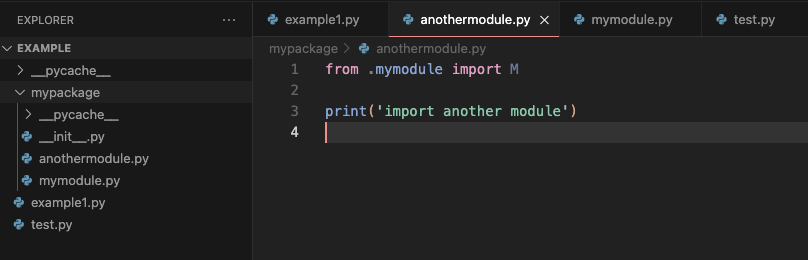 EXPLORER ...
EXAMPLE
__pycache__
mypackage
__pycache__
__init__.py
anothermodule.py
mymodule.py
example1.py
test.py
example1.py anothermodule.py mymodule.py test.py
mypackage anothermodule.py
1 from .mymodule import M
2
3 print('import another module')
4